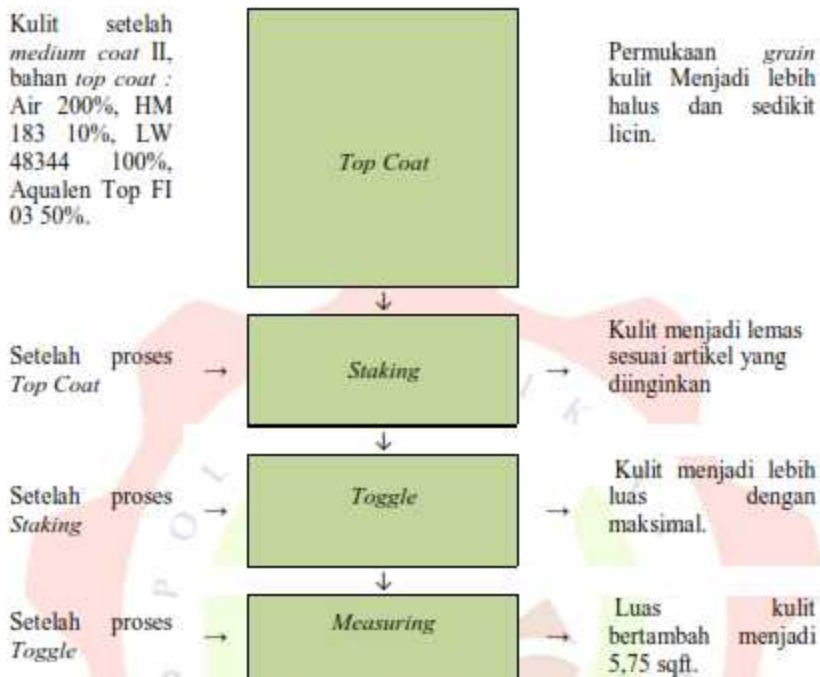 Kulit setelah
medium coat II,
bahan top coat :
Air 200%, HM
183 10%, LW
48344 100%,
Aqualen Top FI
03 50%.
Top Coat
Permukaan grain
kulit Menjadi lebih
halus dan sedikit
licin.
↓
Setelah proses
Top Coat
→
Staking
→
Kulit menjadi lemas
sesuai artikel yang
diinginkan
↓
Setelah proses
Staking
→
Toggle
→
Kulit menjadi lebih
luas dengan
maksimal.
↓
Setelah proses
Toggle
→
Measuring
→
Luas kulit
bertambah menjadi
5,75 sqft.